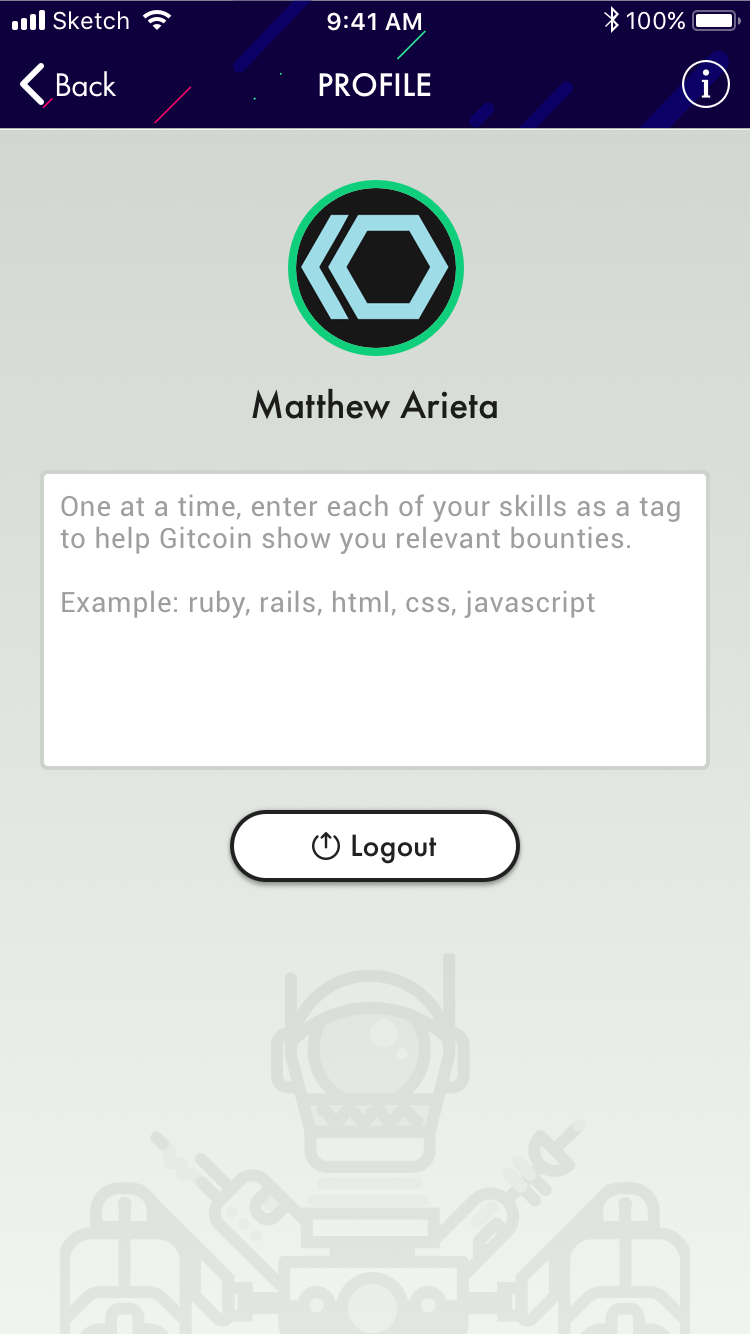 Sketch 9:41 AM 100%
Back PROFILE i
Matthew Arieta
One at a time, enter each of your skills as a tag
to help Gitcoin show you relevant bounties.
Example: ruby, rails, html, css, javascript
Logout